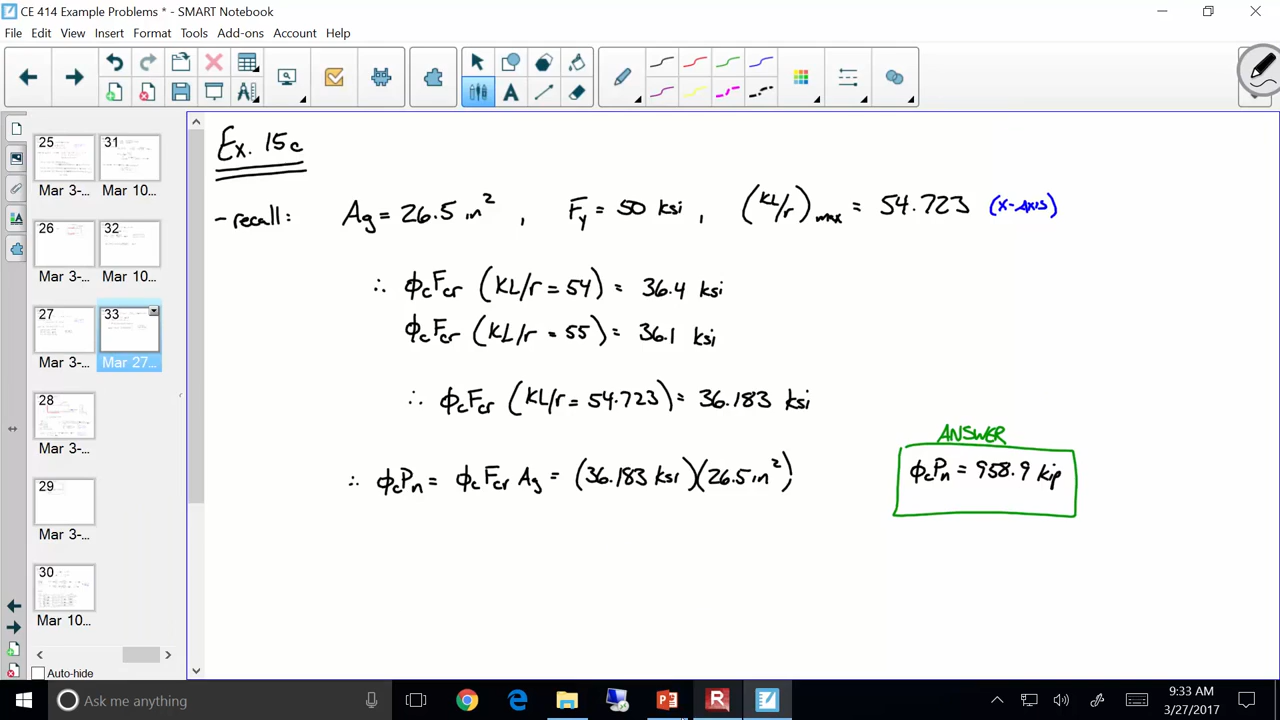 CE 414 Example Problems * - SMART Notebook
File Edit View Insert Format Tools Add-ons Account Help
Ex. 15c
- recall: Ag = 26.5 in², Fy = 50 ksi, (KL/r)max = 54.723 (X-AXIS)
∴ ϕcFcr (KL/r = 54) = 36.4 ksi
ϕcFcr (KL/r = 55) = 36.1 ksi
∴ ϕcFcr (KL/r = 54.723) = 36.183 ksi
ANSWER
∴ ϕcPn = ϕcFcr Ag = (36.183 ksi)(26.5 in²)
ϕcPn = 958.9 kip
25 31
Mar 3-... Mar 10...
26 32
Mar 3-... Mar 10...
27 33
Mar 3-... Mar 27...
28
Mar 3-...
29
Mar 3-...
30
Mar 10...
Auto-hide
Ask me anything
9:33 AM
3/27/2017